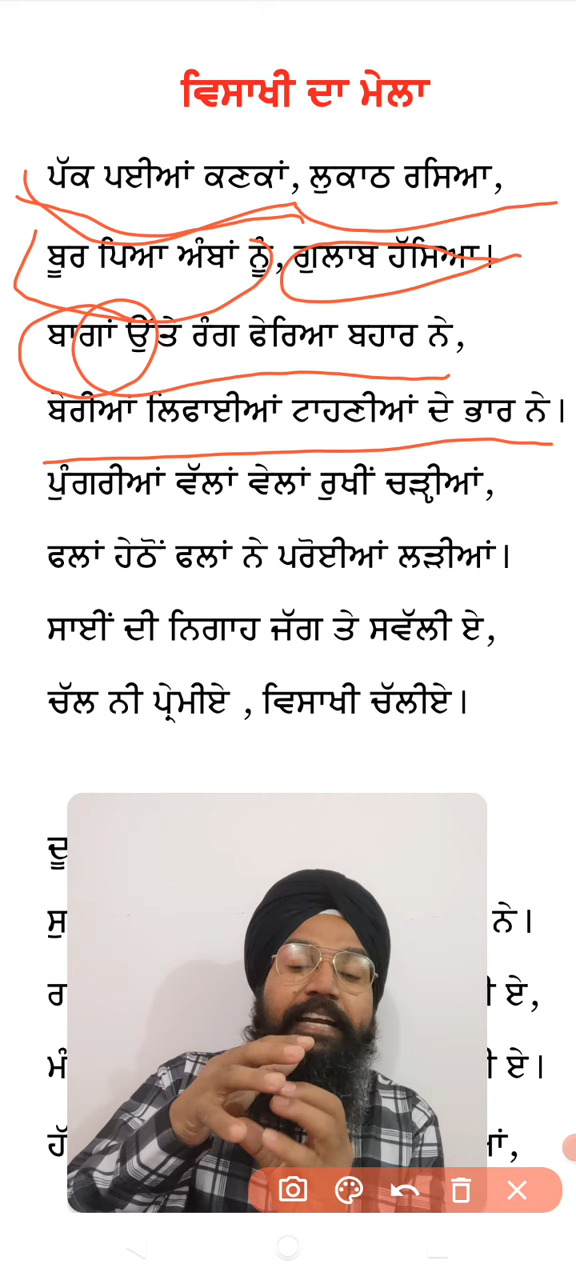 ਵਿਸਾਖੀ ਦਾ ਮੇਲਾ
ਪੱਕ ਪਈਆਂ ਕਣਕਾਂ, ਲੁਕਾਠ ਰਸਿਆ,
ਬੂਰ ਪਿਆ ਅੰਬਾਂ ਨੂੰ, ਗੁਲਾਬ ਹੱਸਿਆ।
ਬਾਗਾਂ ਉੱਤੇ ਰੰਗ ਫੇਰਿਆ ਬਹਾਰ ਨੇ,
ਬੇਰੀਆਂ ਲਿਫਾਈਆਂ ਟਾਹਣੀਆਂ ਦੇ ਭਾਰ ਨੇ।
ਪੁੰਗਰੀਆਂ ਵੱਲਾਂ ਵੇਲਾਂ ਰੁਖੀਂ ਚੜ੍ਹੀਆਂ,
ਫਲਾਂ ਹੇਠੋਂ ਫਲਾਂ ਨੇ ਪਰੋਈਆਂ ਲੜੀਆਂ।
ਸਾਈਂ ਦੀ ਨਿਗਾਹ ਜੱਗ ਤੇ ਸਵੱਲੀ ਏ,
ਚੱਲ ਨੀ ਪ੍ਰੇਮੀਏ , ਵਿਸਾਖੀ ਚੱਲੀਏ।
ਨੇ।
ਏ,
ਏ।